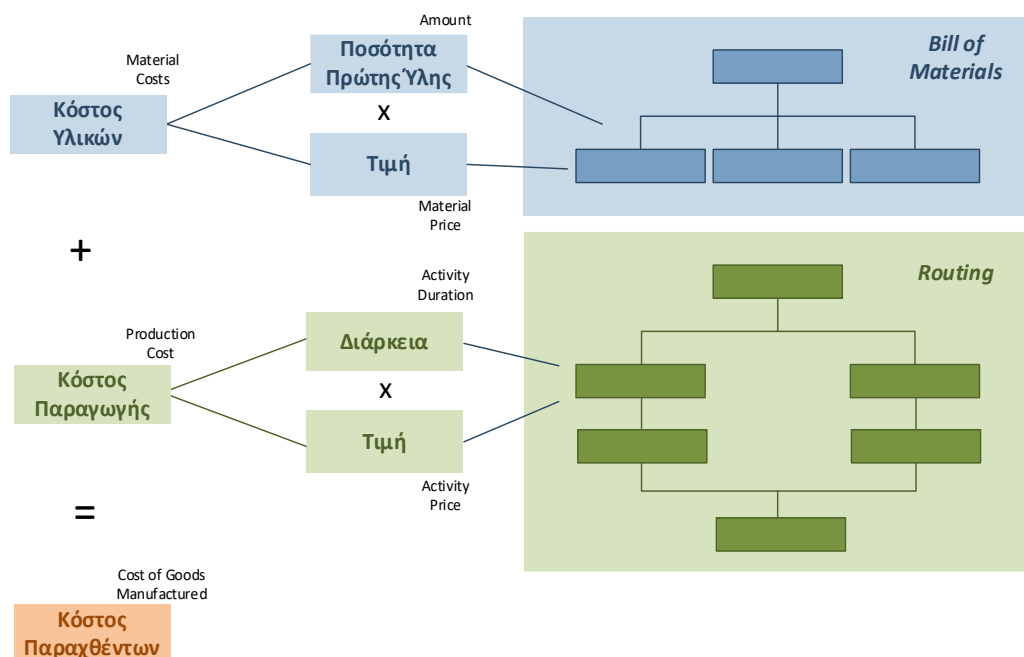 Amount
Ποσότητα
Πρώτης Ύλης
Bill of
Materials
Material
Costs
Κόστος
Υλικών
x
Τιμή
Material
Price
+
Activity
Duration
Routing
Production
Cost
Διάρκεια
Κόστος
Παραγωγής
x
Τιμή
Activity
Price
=
Cost of Goods
Manufactured
Κόστος
Παραχθέντων